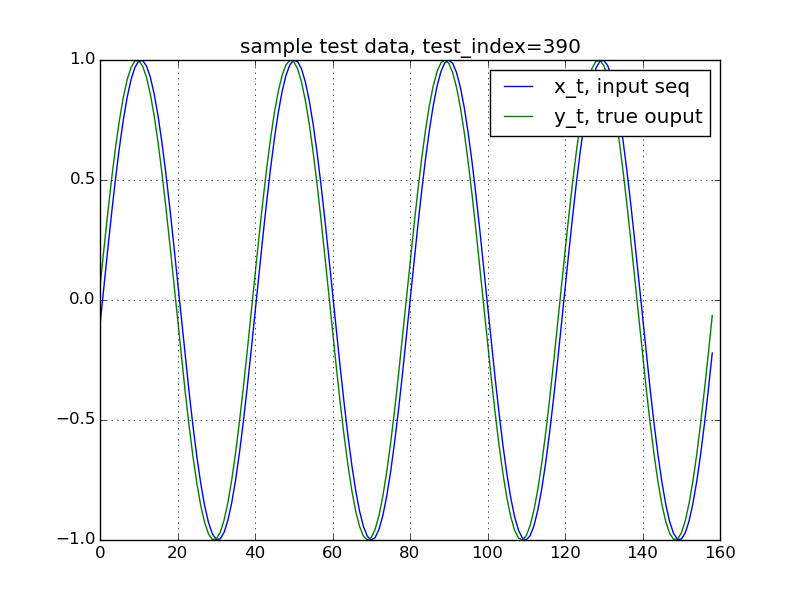 sample test data, test_index=390
x_t, input seq
y_t, true ouput
1.0
0.5
0.0
−0.5
−1.0
0 20 40 60 80 100 120 140 160